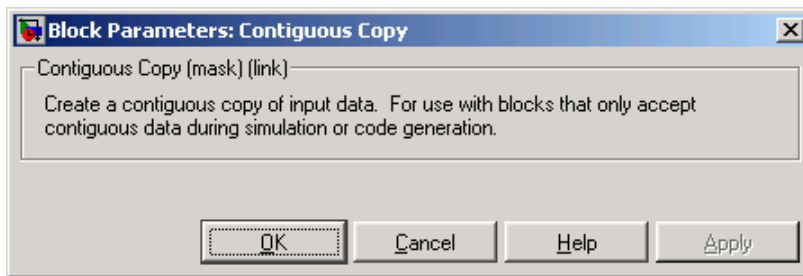 Block Parameters: Contiguous Copy
Contiguous Copy (mask) (link)
Create a contiguous copy of input data. For use with blocks that only accept
contiguous data during simulation or code generation.
OK Cancel Help Apply